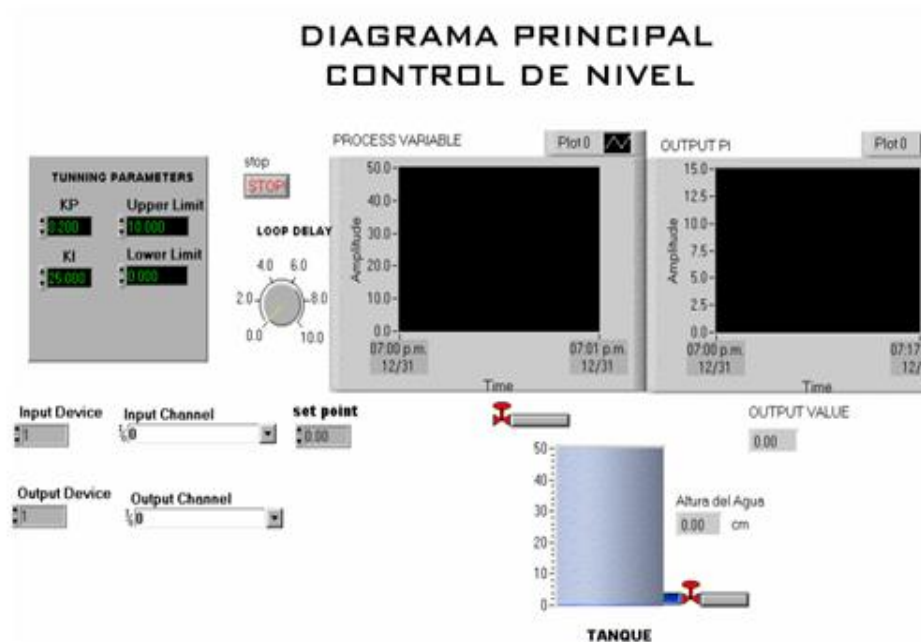 DIAGRAMA PRINCIPAL
CONTROL DE NIVEL
TUNNING PARAMETERS
KP
Upper Limit
0.200
10.000
KI
Lower Limit
25.000
0.000
stop
STOP
LOOP DELAY
0.0
2.0
4.0
6.0
8.0
10.0
PROCESS VARIABLE
Plot 0
50.0
40.0
30.0
20.0
10.0
0.0
Amplitude
07:00 p.m.
12/31
07:01 p.m.
12/31
Time
OUTPUT PI
Plot 0
15.0
12.5
10.0
7.5
5.0
2.5
0.0
Amplitude
07:00 p.m.
12/31
07:17
12/31
Time
Input Device
1
Input Channel
0
set point
0.00
Output Device
1
Output Channel
0
OUTPUT VALUE
0.00
50
40
30
20
10
0
Altura del Agua
0.00 cm
TANQUE